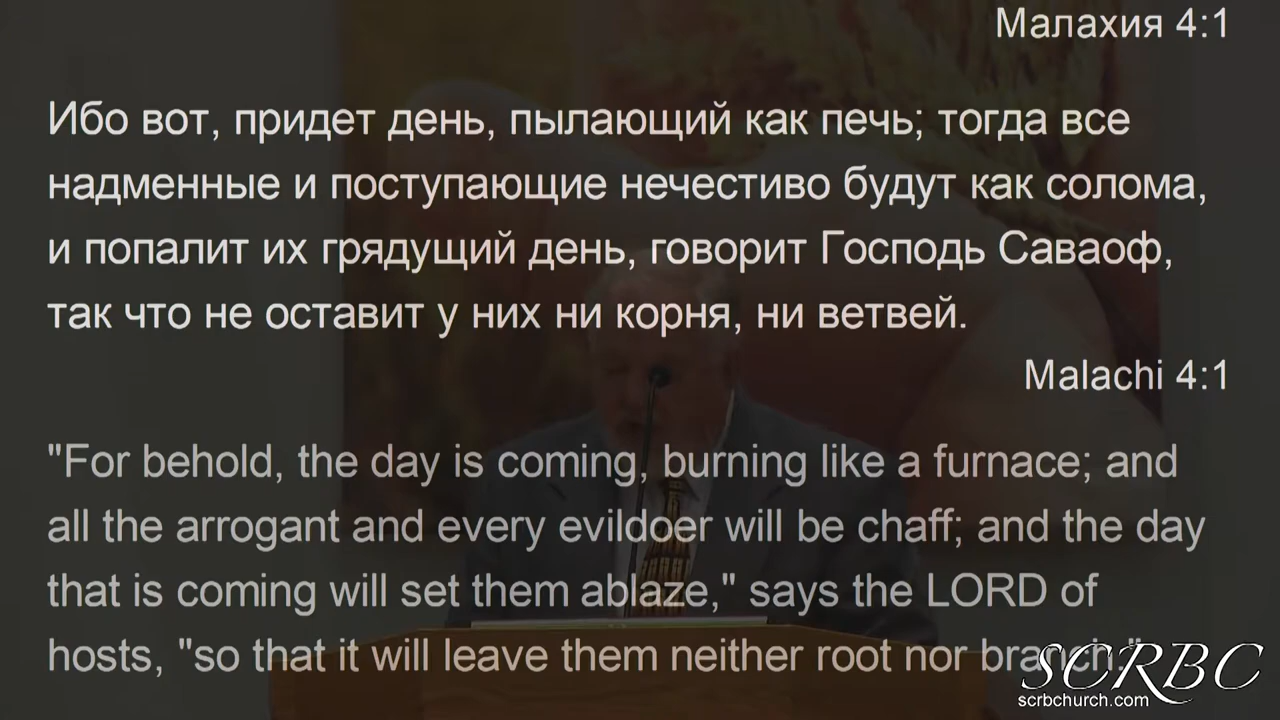 Малахия 4:1
Ибо вот, придет день, пылающий как печь; тогда все
надменные и поступающие нечестиво будут как солома,
и попалит их грядущий день, говорит Господь Саваоф,
так что не оставит у них ни корня, ни ветвей.
Malachi 4:1
"For behold, the day is coming, burning like a furnace; and
all the arrogant and every evildoer will be chaff; and the day
that is coming will set them ablaze," says the LORD of
hosts, "so that it will leave them neither root nor branch."
SCRBC
scrbchurch.com